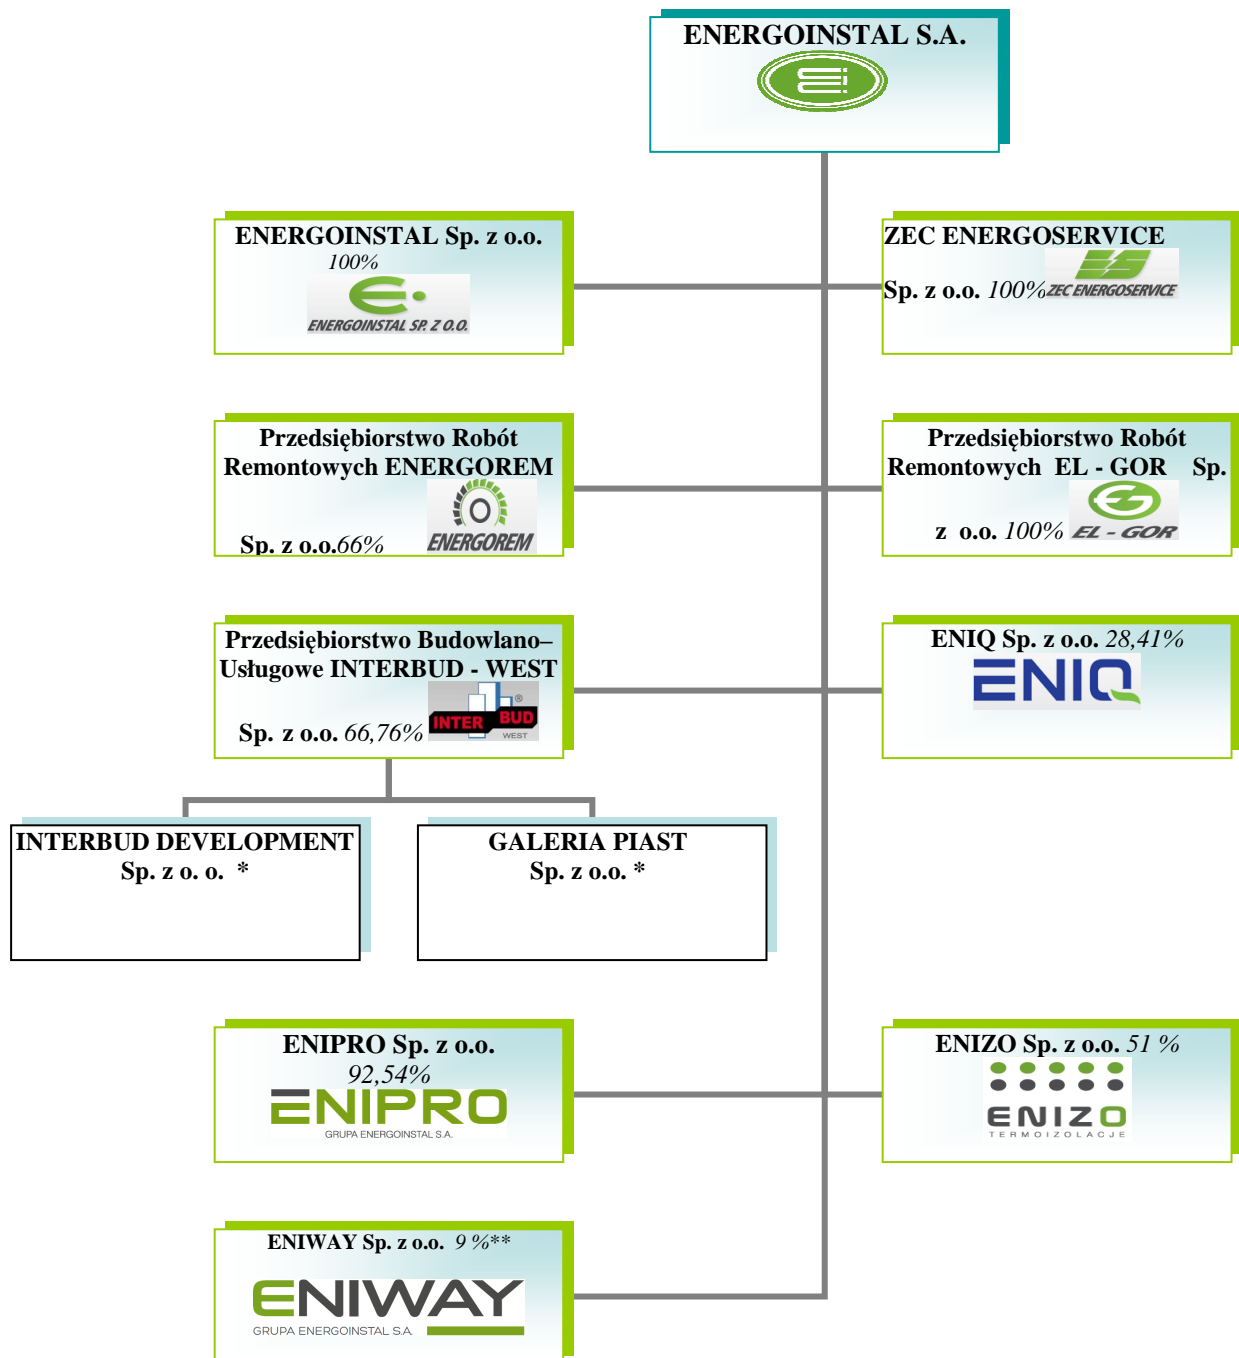 ENERGOINSTAL S.A.
ENERGOINSTAL Sp. z o.o.
100%
ENERGOINSTAL SP. Z O.O.
ZEC ENERGOSERVICE
Sp. z o.o. 100% ZEC ENERGOSERVICE
Przedsiębiorstwo Robót
Remontowych ENERGOREM
Sp. z o.o.66% ENERGOREM
Przedsiębiorstwo Robót
Remontowych EL - GOR Sp.
z o.o. 100% EL - GOR
Przedsiębiorstwo Budowlano–
Usługowe INTERBUD - WEST
Sp. z o.o. 66,76% INTER BUD ®
WEST
ENIQ Sp. z o.o. 28,41%
ENIQ
INTERBUD DEVELOPMENT
Sp. z o. o. *
GALERIA PIAST
Sp. z o.o. *
ENIPRO Sp. z o.o.
92,54%
ENIPRO
GRUPA ENERGOINSTAL S.A.
ENIZO Sp. z o.o. 51 %
ENIZO
TERMOIZOLACJE
ENIWAY Sp. z o.o. 9 %**
ENIWAY
GRUPA ENERGOINSTAL S.A.